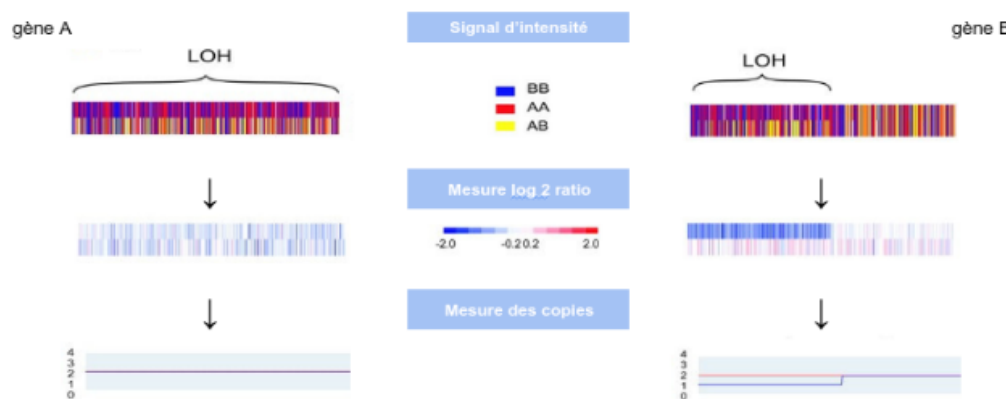 gène A
Signal d'intensité
gène B
LOH
LOH
BB
AA
AB
Mesure log 2 ratio
-2.0 -0.2 0.2 2.0
Mesure des copies
4
3
2
1
0
4
3
2
1
0